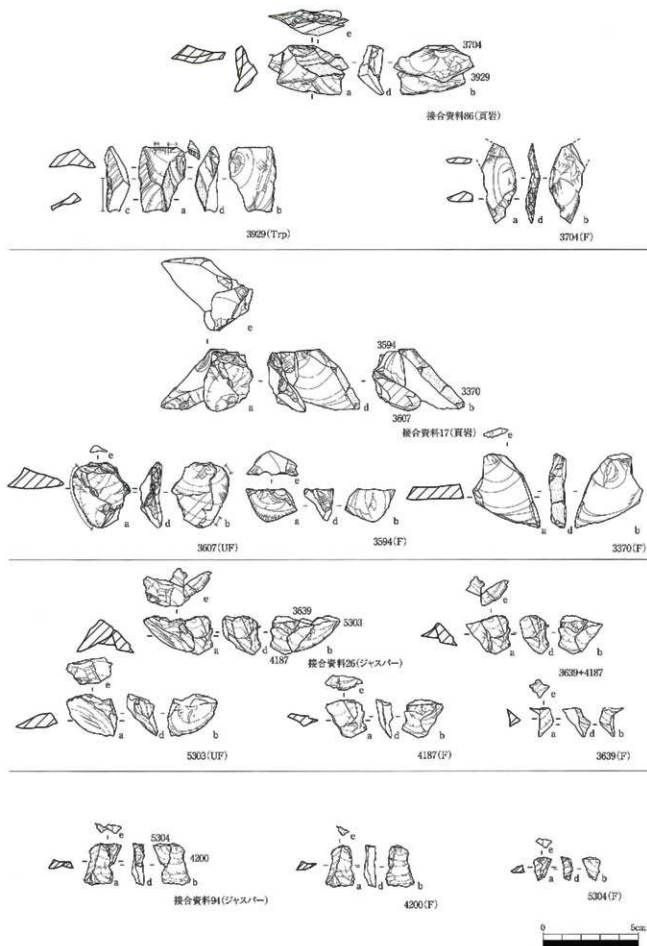 e
3704
3929
a
d
b
接合資料86(頁岩)
c
a
d
b
3929(Trp)
a
d
b
3704(F)
e
3594
3370
3607
a
d
b
接合資料17(頁岩)
e
a
d
b
3607(UF)
e
a
d
b
3594(F)
e
a
d
b
3370(F)
e
3639
5303
4187
a
d
b
接合資料26(ジャスパー)
e
a
d
b
3639+4187
e
a
d
b
5303(UF)
e
a
d
b
4187(F)
e
a
d
b
3639(F)
e
5304
4200
a
d
b
接合資料94(ジャスパー)
e
a
d
b
4200(F)
e
a
d
b
5304(F)
0
5cm